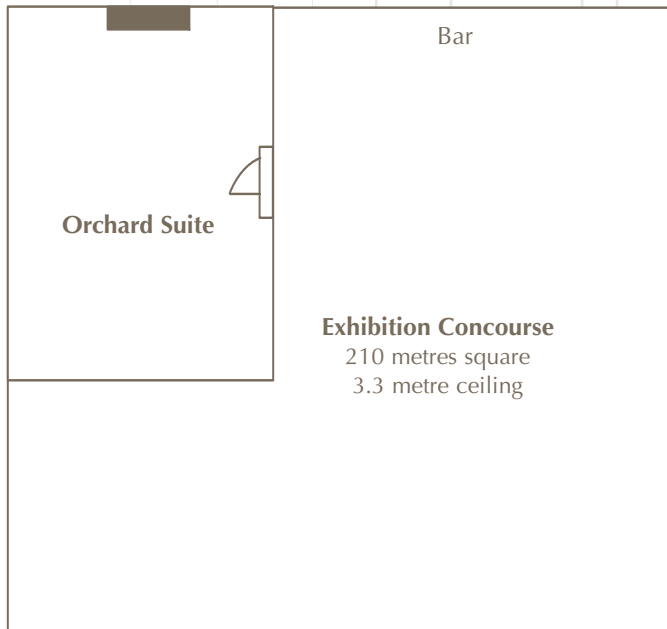 Bar
Orchard Suite
Exhibition Concourse
210 metres square
3.3 metre ceiling